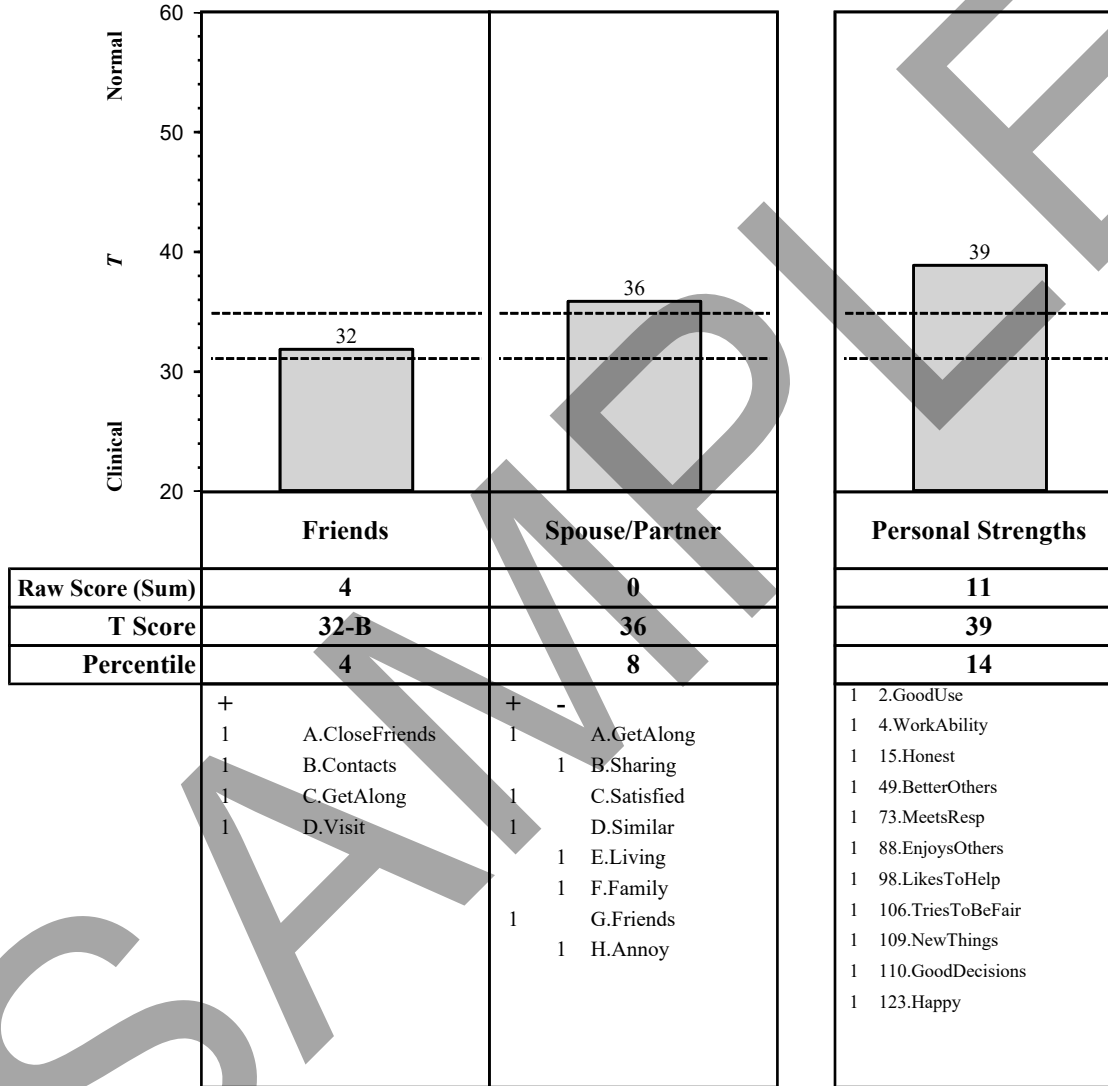 60
Normal
50
T
40
30
Clinical
20
32
36
39
Friends
Spouse/Partner
Personal Strengths
Raw Score (Sum) 4 0 11
T Score 32-B 36 39
Percentile 4 8 14
+
1 A.CloseFriends
1 B.Contacts
1 C.GetAlong
1 D.Visit
+ -
1 A.GetAlong
1 B.Sharing
1 C.Satisfied
1 D.Similar
1 E.Living
1 F.Family
1 G.Friends
1 H.Annoy
1 2.GoodUse
1 4.WorkAbility
1 15.Honest
1 49.BetterOthers
1 73.MeetsResp
1 88.EnjoysOthers
1 98.LikesToHelp
1 106.TriesToBeFair
1 109.NewThings
1 110.GoodDecisions
1 123.Happy
SAMPLE